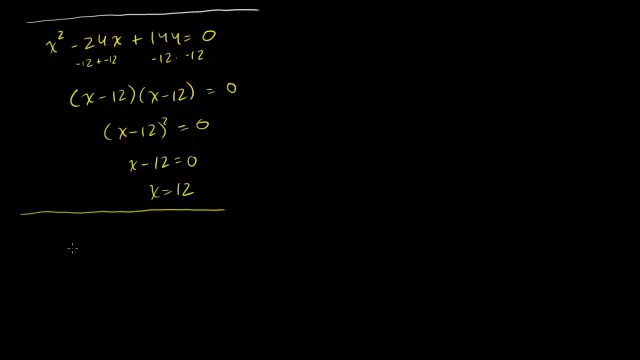 x² - 24x + 144 = 0
-12 + -12 -12 · -12
(x - 12)(x - 12) = 0
(x - 12)² = 0
x - 12 = 0
x = 12